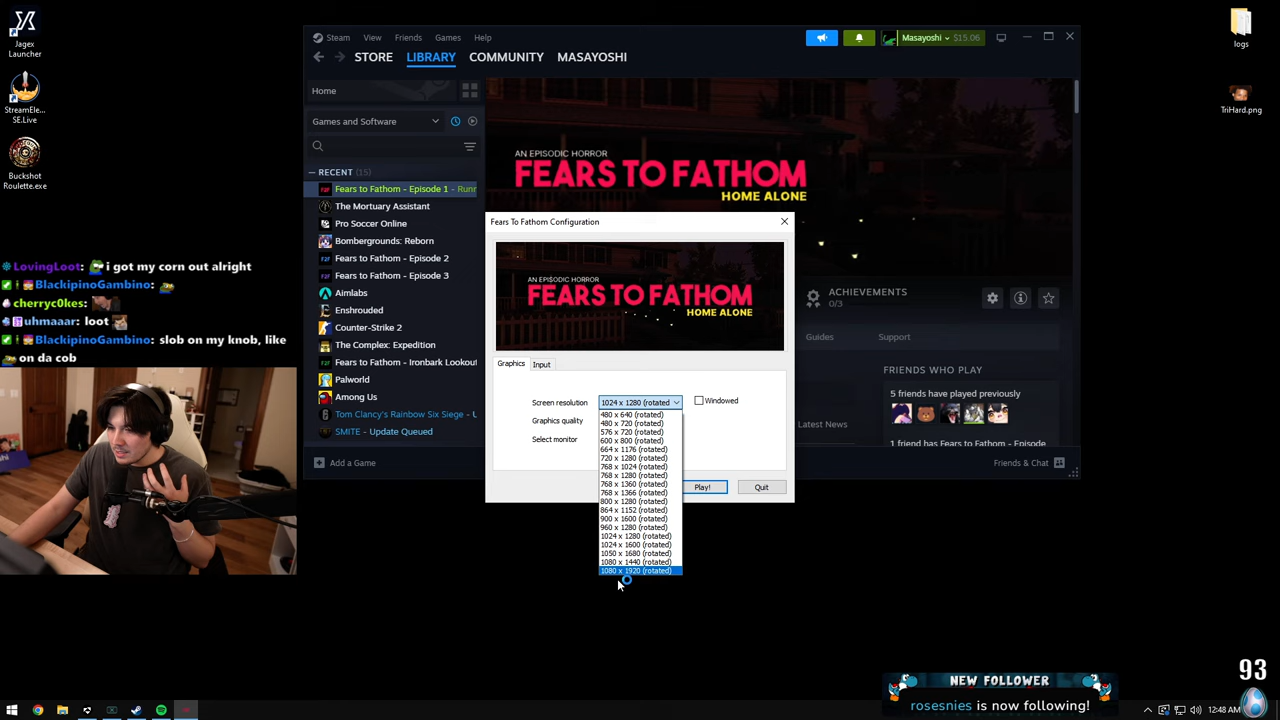 Jagex
Launcher
StreamEle...
SE.Live
Buckshot
Roulette.exe
Steam View Friends Games Help
Masayoshi $15.06
STORE LIBRARY COMMUNITY MASAYOSHI
Home
Games and Software
RECENT (15)
Fears to Fathom - Episode 1 - Runr
The Mortuary Assistant
Pro Soccer Online
Bombergrounds: Reborn
Fears to Fathom - Episode 2
Fears to Fathom - Episode 3
Aimlabs
Enshrouded
Counter-Strike 2
The Complex: Expedition
Fears to Fathom - Ironbark Lookout
Palworld
Among Us
Tom Clancy's Rainbow Six Siege - U
SMITE - Update Queued
Add a Game
AN EPISODIC HORROR
FEARS TO FATHOM
HOME ALONE
ACHIEVEMENTS
0/3
Guides
Support
FRIENDS WHO PLAY
5 friends have played previously
Latest News
1 friend has Fears to Fathom - Episode
Friends & Chat
Fears To Fathom Configuration
AN EPISODIC HORROR
FEARS TO FATHOM
HOME ALONE
Graphics Input
Screen resolution 1024 x 1280 (rotated Windowed
Graphics quality
Select monitor
480 x 640 (rotated)
480 x 720 (rotated)
576 x 720 (rotated)
600 x 800 (rotated)
664 x 1176 (rotated)
720 x 1280 (rotated)
768 x 1024 (rotated)
768 x 1280 (rotated)
768 x 1360 (rotated)
768 x 1366 (rotated)
800 x 1280 (rotated)
864 x 1152 (rotated)
900 x 1600 (rotated)
960 x 1280 (rotated)
1024 x 1280 (rotated)
1024 x 1600 (rotated)
1050 x 1680 (rotated)
1080 x 1440 (rotated)
1080 x 1920 (rotated)
Play! Quit
LovingLoot: i got my corn out alright
BlackipinoGambino:
cherryc0kes:
uhmaaar: loot
BlackipinoGambino: slob on my knob, like
on da cob
logs
TriHard.png
93
NEW FOLLOWER
rosesnies is now following!
12:48 AM